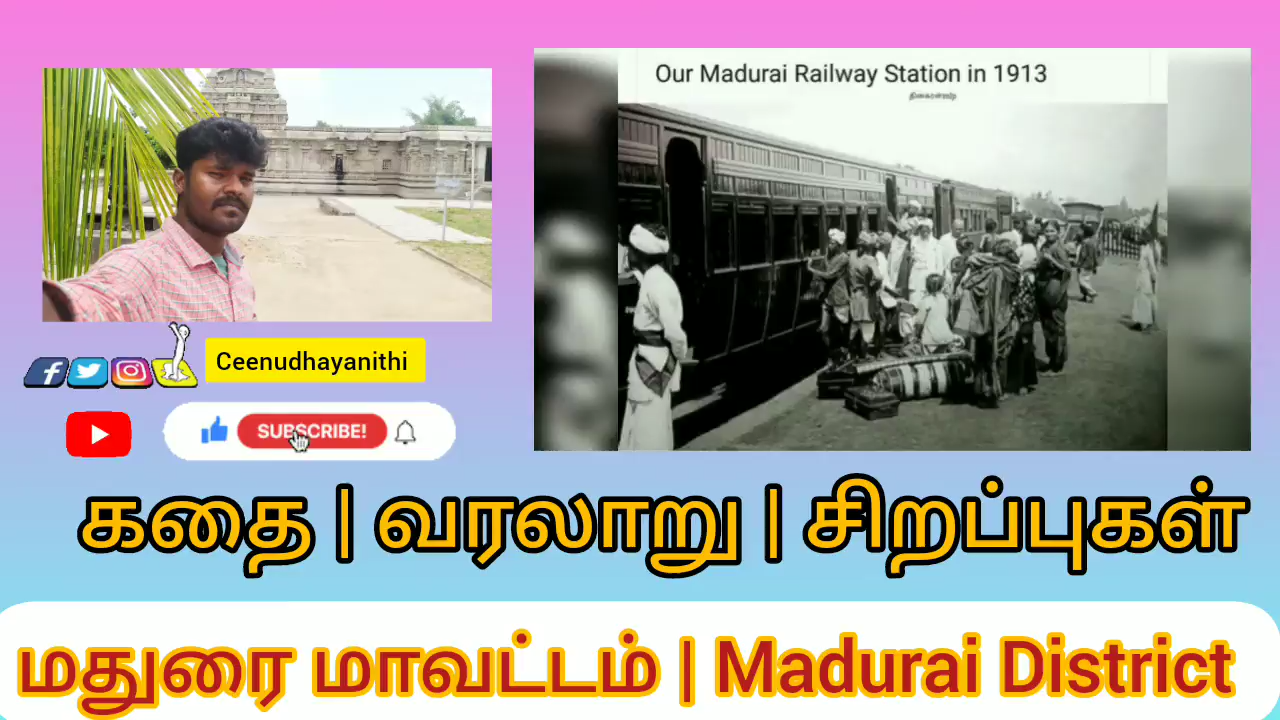 Our Madurai Railway Station in 1913
Ceenudhayanithi
SUBSCRIBE!
கதை | வரலாறு | சிறப்புகள்
மதுரை மாவட்டம் | Madurai District